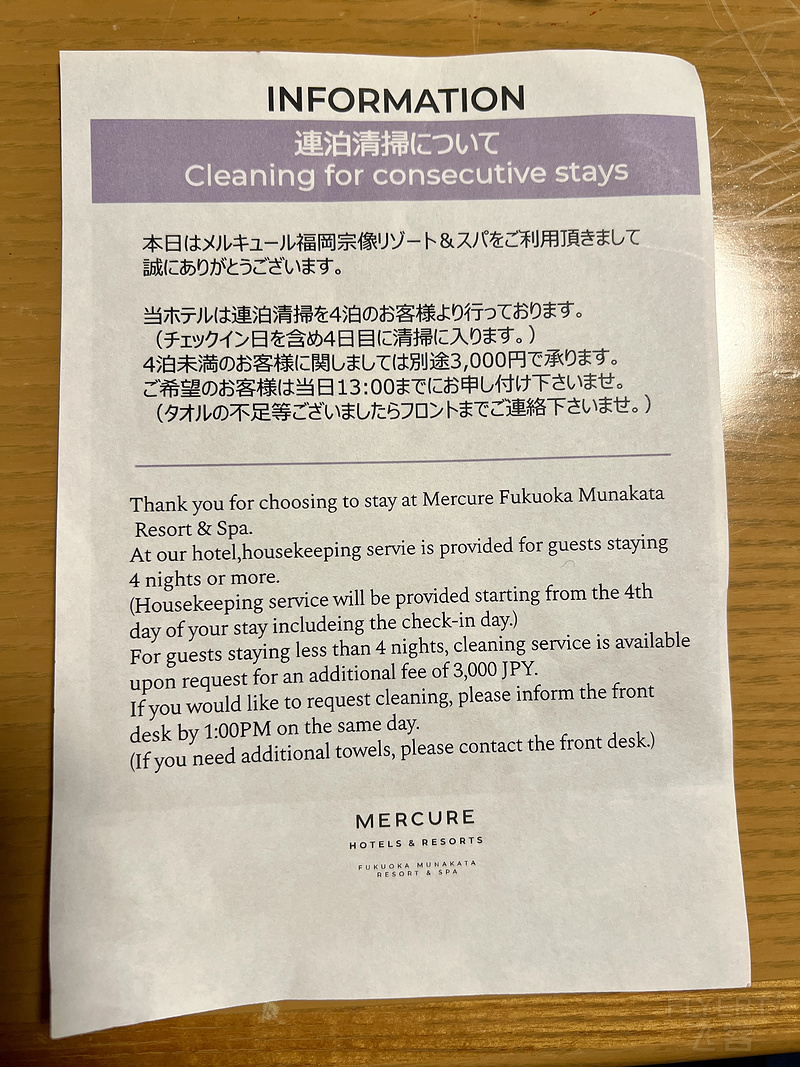 INFORMATION
連泊清掃について
Cleaning for consecutive stays
本日はメルキュール福岡宗像リゾート＆スパをご利用頂きまして
誠にありがとうございます。
当ホテルは連泊清掃を4泊のお客様より行っております。
（チェックイン日を含め4日目に清掃に入ります。）
4泊未満のお客様に関しましては別途3,000円で承ります。
ご希望のお客様は当日13:00までにお申し付け下さいませ。
（タオルの不足等ございましたらフロントまでご連絡下さいませ。）
Thank you for choosing to stay at Mercure Fukuoka Munakata
Resort & Spa.
At our hotel,housekeeping servie is provided for guests staying
4 nights or more.
(Housekeeping service will be provided starting from the 4th
day of your stay includeing the check-in day.)
For guests staying less than 4 nights, cleaning service is available
upon request for an additional fee of 3,000 JPY.
If you would like to request cleaning, please inform the front
desk by 1:00PM on the same day.
(If you need additional towels, please contact the front desk.)
MERCURE
HOTELS & RESORTS
FUKUOKA MUNAKATA
RESORT & SPA